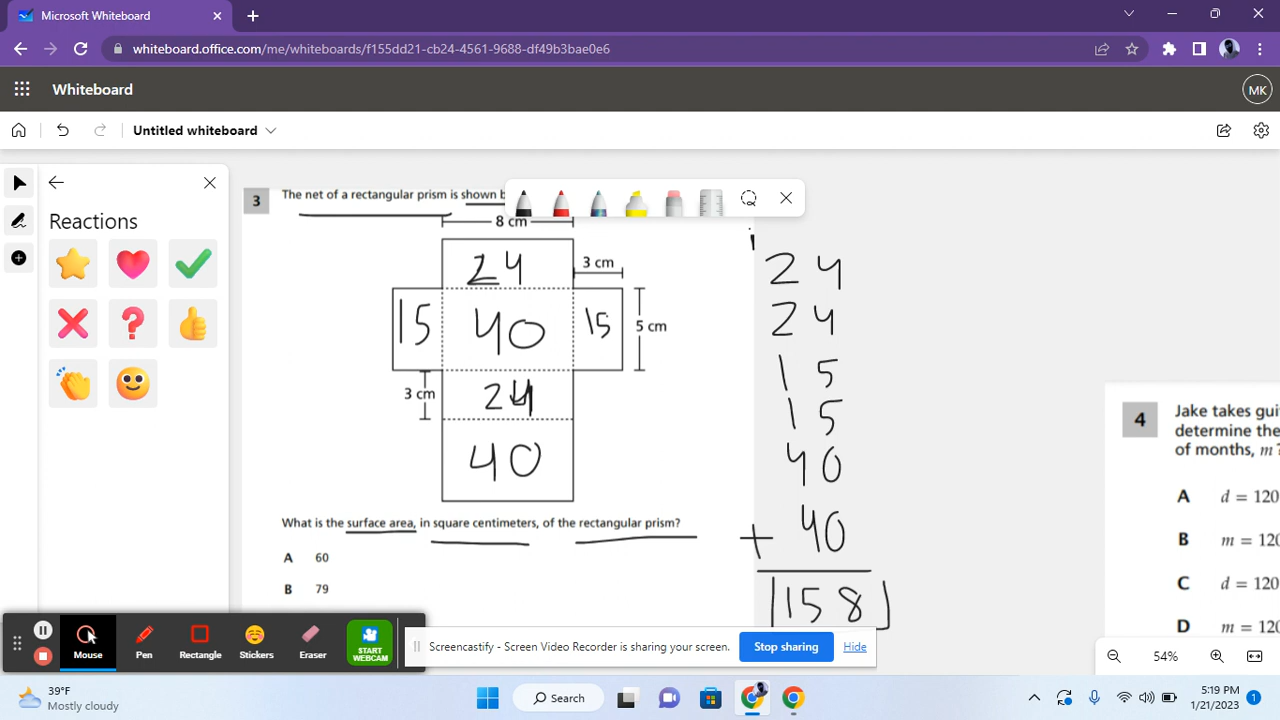 Microsoft Whiteboard
whiteboard.office.com/me/whiteboards/f155dd21-cb24-4561-9688-df49b3bae0e6
Whiteboard
MK
Untitled whiteboard
Reactions
3 The net of a rectangular prism is shown
8 cm
24
3 cm
15 40 15
5 cm
3 cm
24
40
What is the surface area, in square centimeters, of the rectangular prism?
A 60
B 79
24
24
15
15
40
+ 40
158
4 Jake takes
determine the
of months, m
A d = 120
B m = 120
C d = 120
D m = 120
Mouse
Pen
Rectangle
Stickers
Eraser
START
WEBCAM
Screencastify - Screen Video Recorder is sharing your screen.
Stop sharing
Hide
54%
39°F
Mostly cloudy
Search
5:19 PM
1/21/2023
1